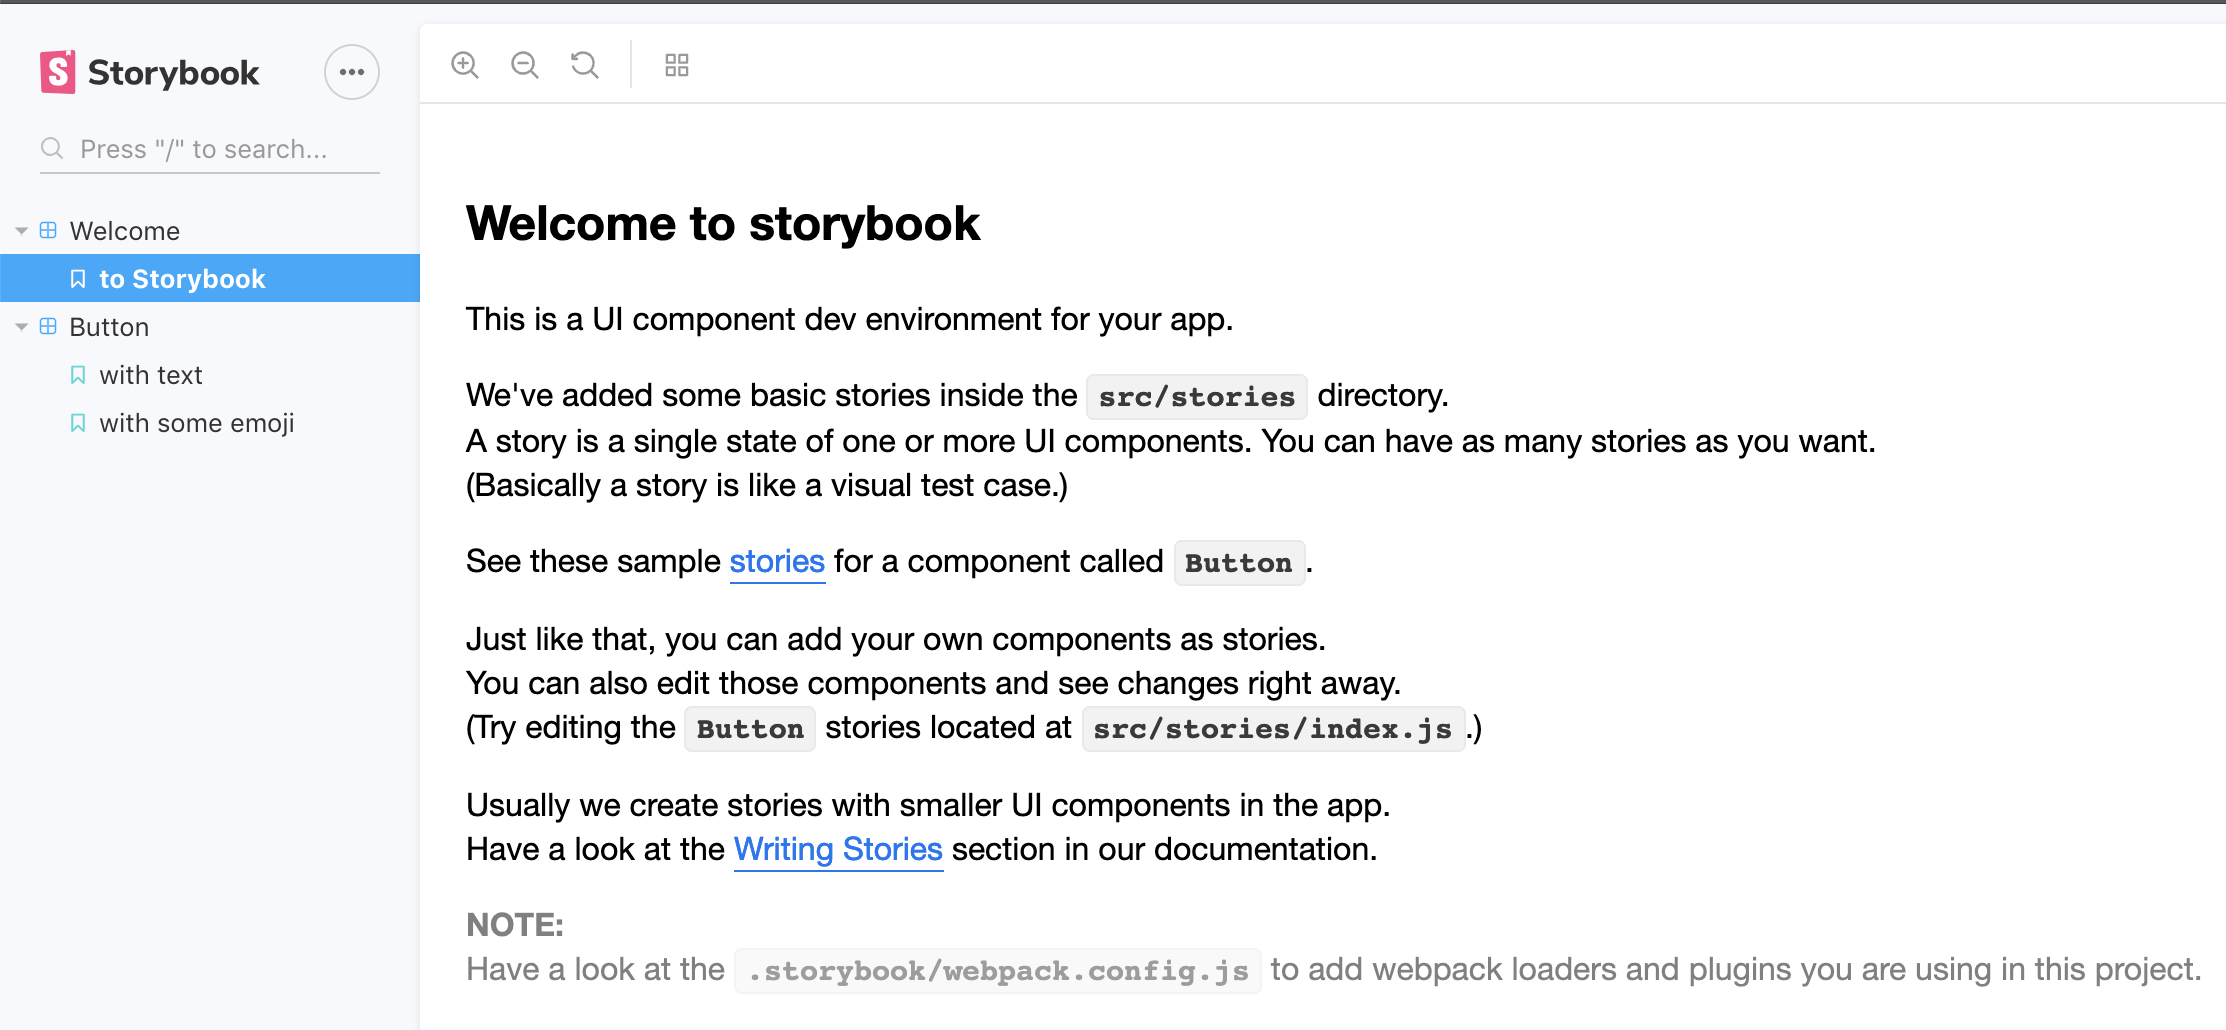 Storybook
Press "/" to search...
Welcome
to Storybook
Button
with text
with some emoji
Welcome to storybook
This is a UI component dev environment for your app.
We've added some basic stories inside the src/stories directory.
A story is a single state of one or more UI components. You can have as many stories as you want.
(Basically a story is like a visual test case.)
See these sample stories for a component called Button.
Just like that, you can add your own components as stories.
You can also edit those components and see changes right away.
(Try editing the Button stories located at src/stories/index.js.)
Usually we create stories with smaller UI components in the app.
Have a look at the Writing Stories section in our documentation.
NOTE:
Have a look at the .storybook/webpack.config.js to add webpack loaders and plugins you are using in this project.